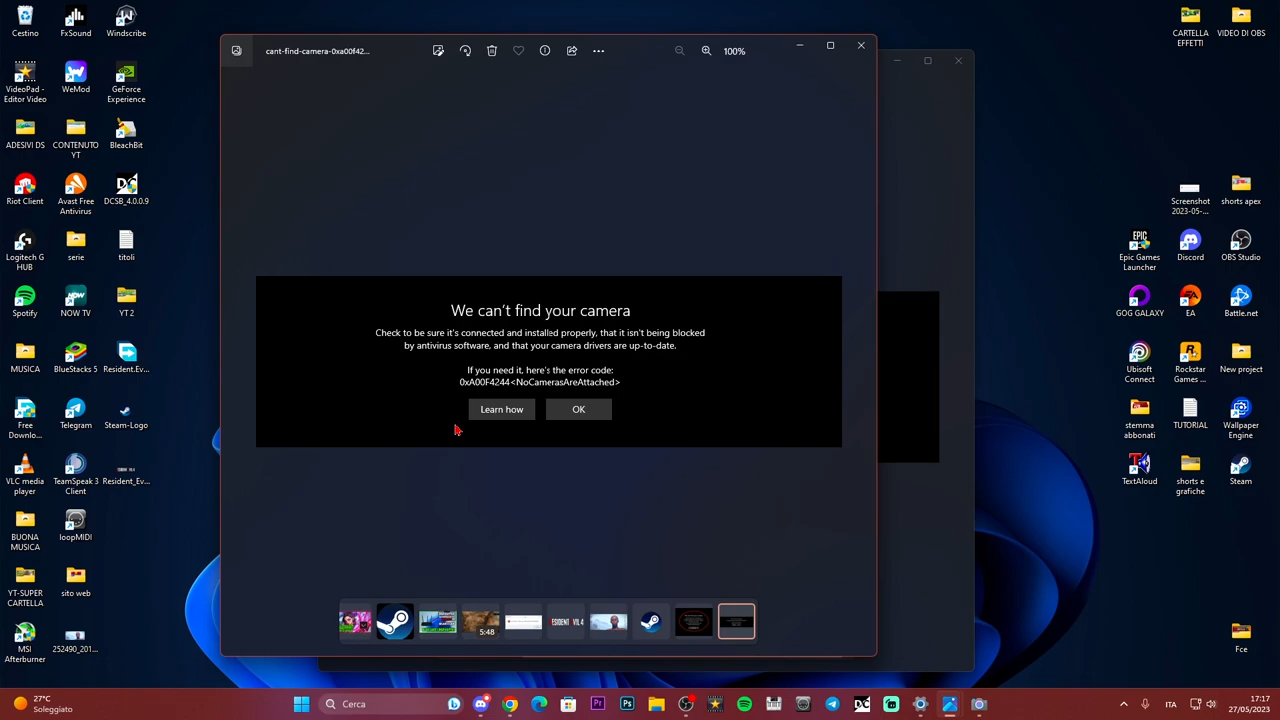 Cestino
FxSound
Windscribe
VideoPad -
Editor Video
WeMod
GeForce
Experience
ADESIVI DS
CONTENUTO
YT
BleachBit
Riot Client
Avast Free
Antivirus
DCSB_4.0.0.9
Logitech G
HUB
serie
titoli
Spotify
NOW TV
YT 2
MUSICA
BlueStacks 5
Resident.Ev...
Free
Downlo...
Telegram
Steam-Logo
VLC media
player
TeamSpeak 3
Client
Resident_Ev...
BUONA
MUSICA
loopMIDI
YT-SUPER
CARTELLA
sito web
MSI
Afterburner
252490_201...
cant-find-camera-0xa00f42...
100%
We can't find your camera
Check to be sure it's connected and installed properly, that it isn't being blocked
by antivirus software, and that your camera drivers are up-to-date.
If you need it, here's the error code:
0xA00F4244<NoCamerasAreAttached>
Learn how
OK
5:48
CARTELLA
EFFETTI
VIDEO DI OBS
Screenshot
2023-05-...
shorts apex
Epic Games
Launcher
Discord
OBS Studio
GOG GALAXY
EA
Battle.net
Ubisoft
Connect
Rockstar
Games ...
New project
stemma
abbonati
TUTORIAL
Wallpaper
Engine
TextAloud
shorts e
grafiche
Steam
Fce
27°C
Soleggiato
Cerca
ITA
17:17
27/05/2023